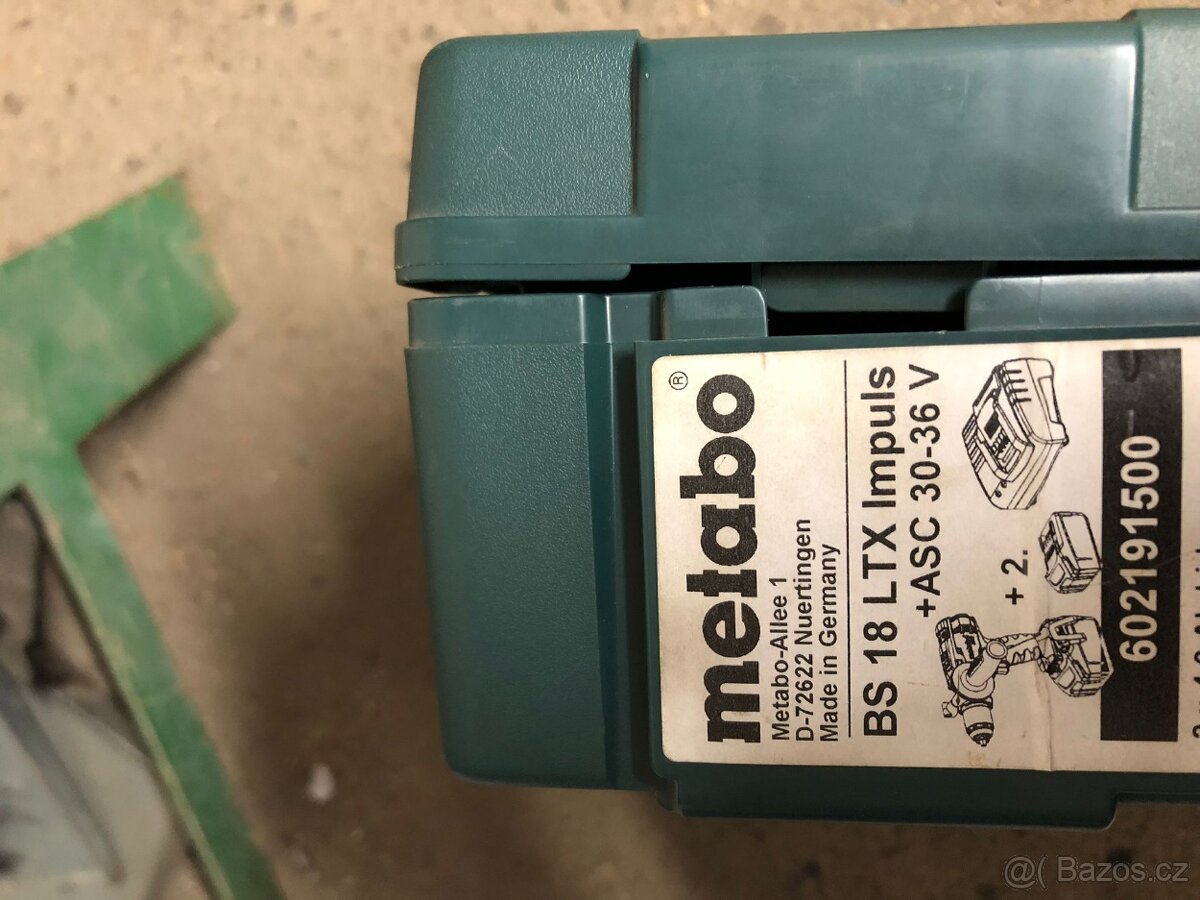 metabo®
Metabo-Allee 1
D-72622 Nuertingen
Made in Germany
BS 18 LTX Impuls
+ASC 30-36 V
+ 2.
602191500
@( Bazos.cz